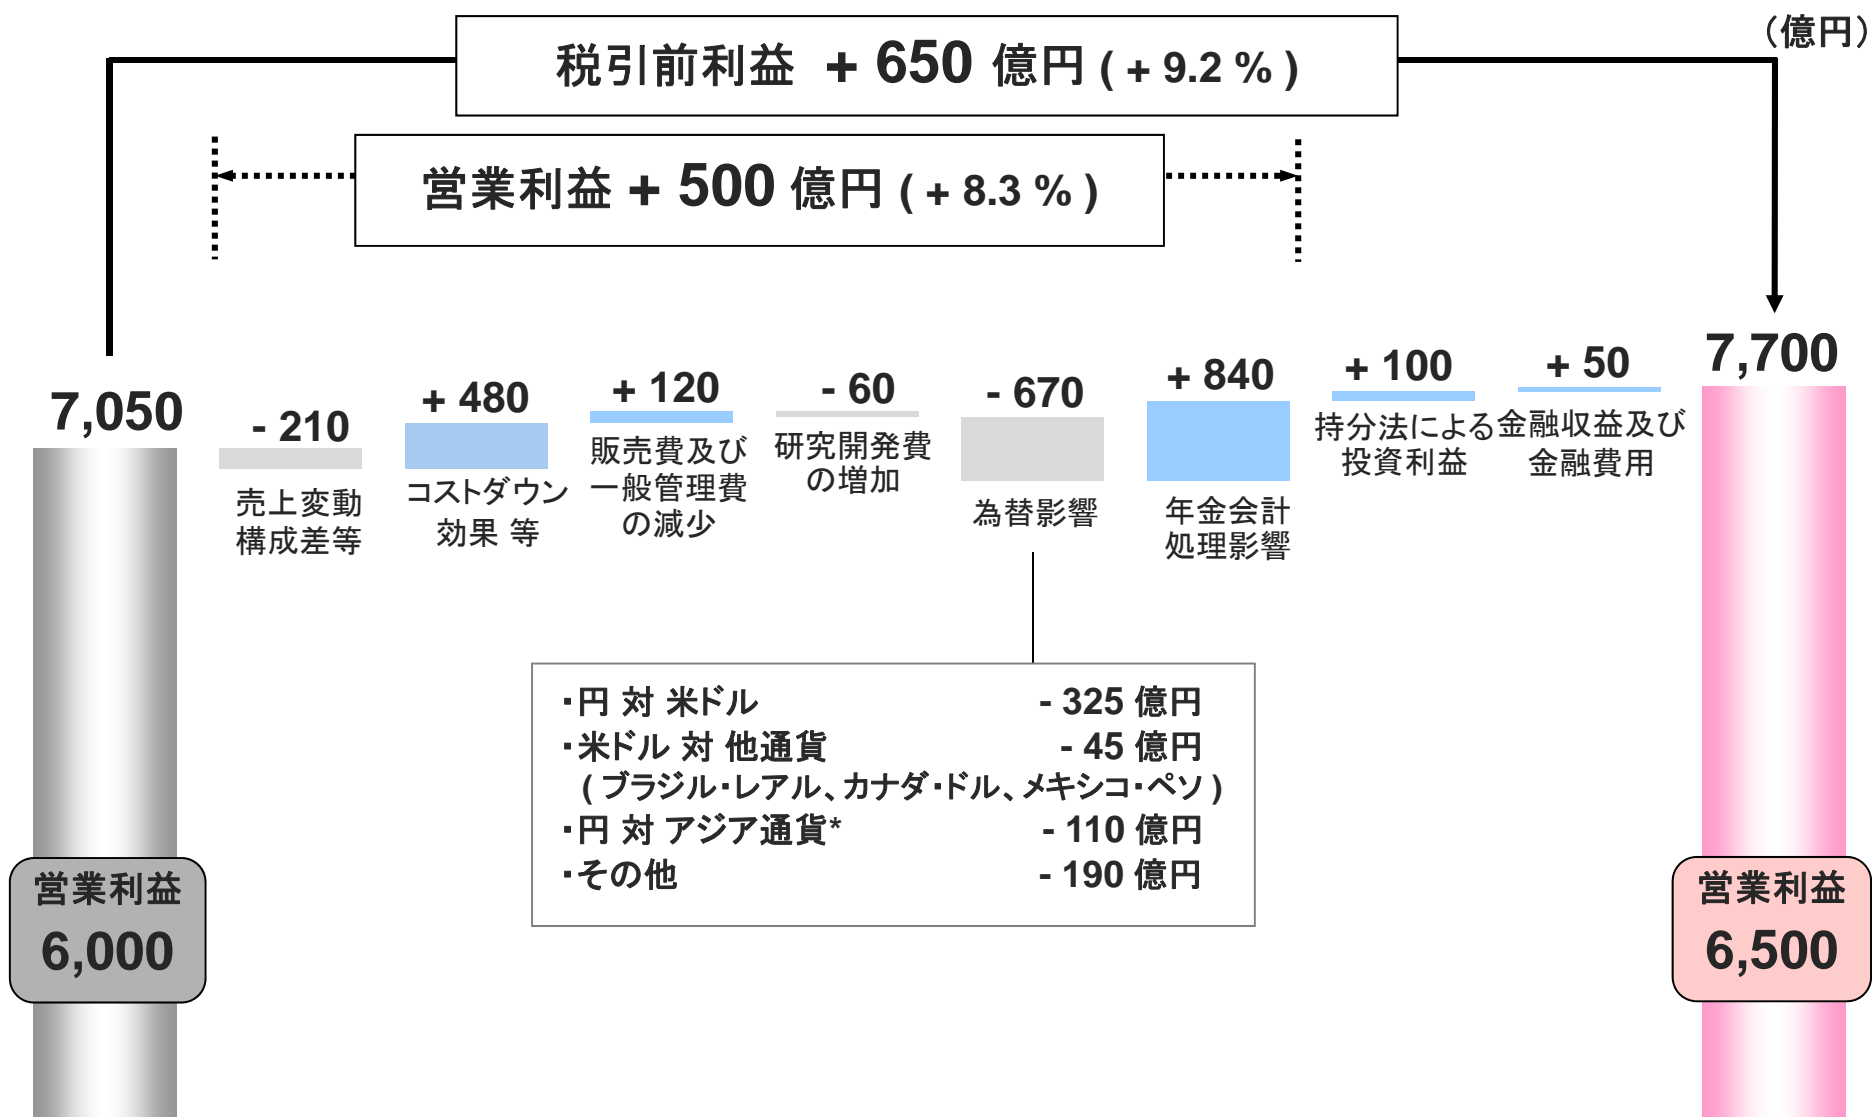 (億円)
税引前利益 + 650 億円 ( + 9.2 % )
営業利益 + 500 億円 ( + 8.3 % )
7,050
- 210
売上変動
構成差等
+ 480
コストダウン
効果 等
+ 120
販売費及び
一般管理費
の減少
- 60
研究開発費
の増加
- 670
為替影響
+ 840
年金会計
処理影響
+ 100
持分法による
投資利益
+ 50
金融収益及び
金融費用
7,700
・円 対 米ドル - 325 億円
・米ドル 対 他通貨 - 45 億円
( ブラジル・レアル、カナダ・ドル、メキシコ・ペソ )
・円 対 アジア通貨* - 110 億円
・その他 - 190 億円
営業利益
6,000
営業利益
6,500